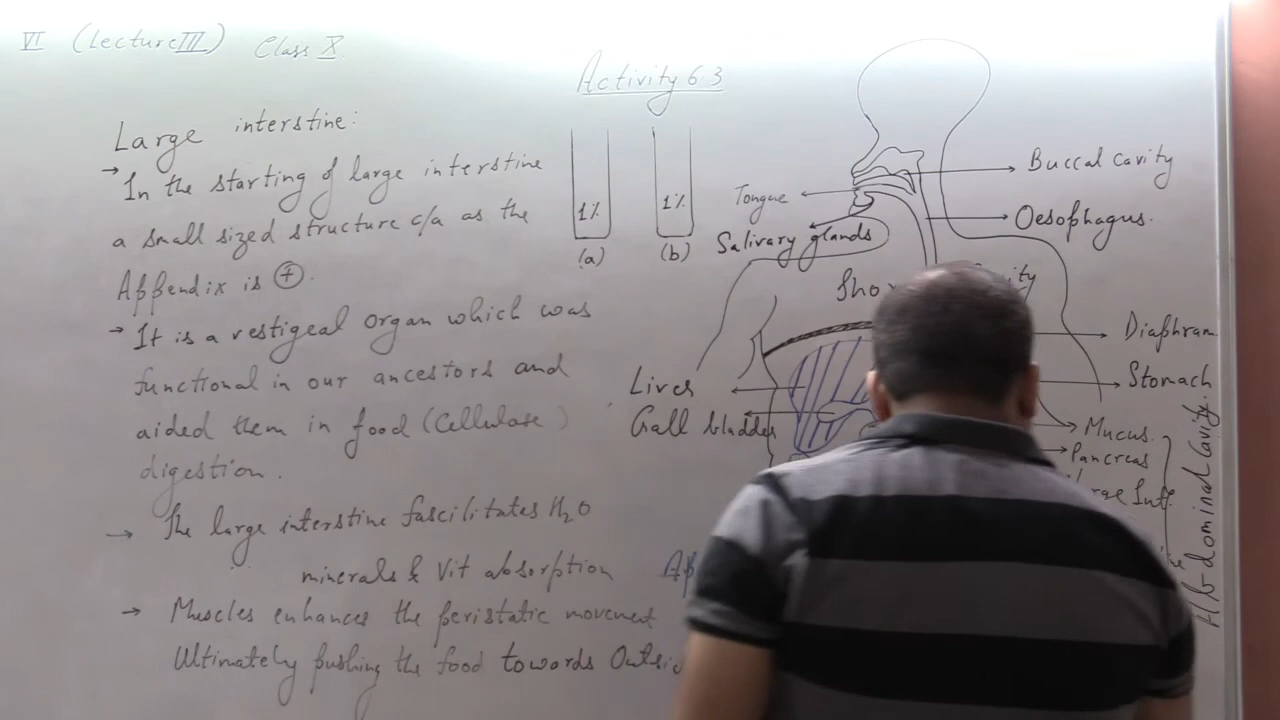 VI (Lecture III) Class X
Activity 6.3
Large interstine:
→ In the starting of large interstine
a small sized structure c/a as the
Appendix is +.
→ It is a vestigeal organ which was
functional in our ancestors and
aided them in food (Cellulose)
digestion.
→ The large interstine fascilitates H2O
minerals & Vit absorption
→ Muscles enhances the peristatic movement
Ultimately pushing the food towards
1%
1%
(a)
(b)
Buccal cavity
Tongue
Oesophagus.
Salivary glands
Diaphram
Liver
Stomach
Gall bladder
Mucus.
Pancreas
Abdominal Cavity.